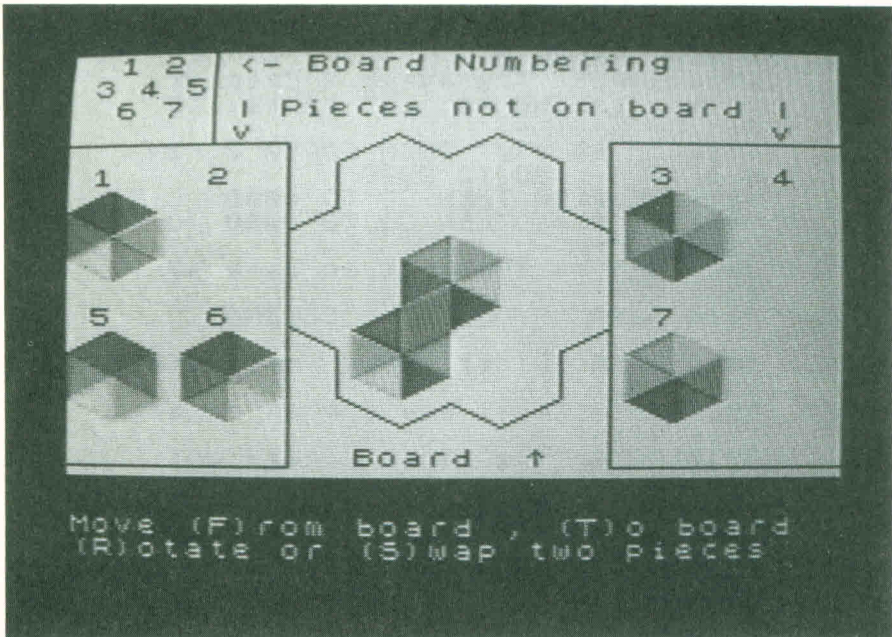 1 2
3 4 5
6 7
<- Board Numbering
| Pieces not on board |
v v
1 2
3 4
5 6
7
Board ↑
Move (F)rom board , (T)o board
(R)otate or (S)wap two pieces